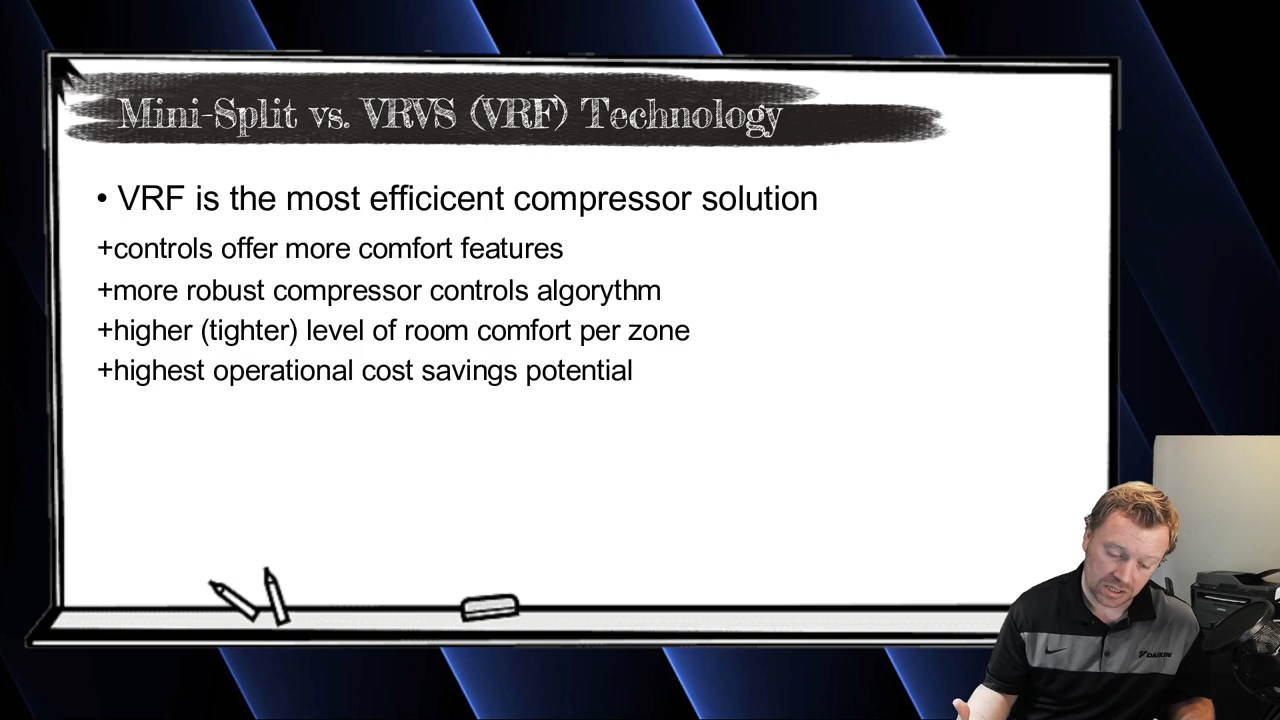 Mini-Split vs. VRVS (VRF) Technology
• VRF is the most efficicent compressor solution
+controls offer more comfort features
+more robust compressor controls algorythm
+higher (tighter) level of room comfort per zone
+highest operational cost savings potential
DAIKIN